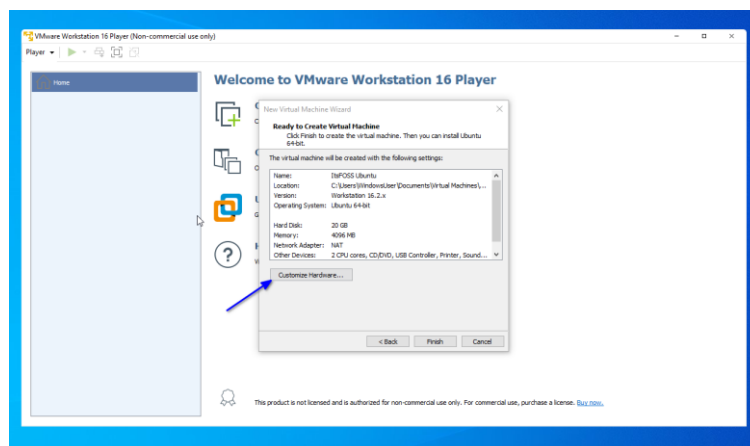 VMware Workstation 16 Player (Non-commercial use only)
Player
Home
Welcome to VMware Workstation 16 Player
New Virtual Machine Wizard
Ready to Create Virtual Machine
Click Finish to create the virtual machine. Then you can install Ubuntu
64-bit.
The virtual machine will be created with the following settings:
Name: ItsFOSS Ubuntu
Location: C:\Users\WindowsUser\Documents\Virtual Machines\...
Version: Workstation 16.2.x
Operating System: Ubuntu 64-bit
Hard Disk: 20 GB
Memory: 4096 MB
Network Adapter: NAT
Other Devices: 2 CPU cores, CD/DVD, USB Controller, Printer, Sound...
Customize Hardware...
< Back Finish Cancel
This product is not licensed and is authorized for non-commercial use only. For commercial use, purchase a license. Buy now.